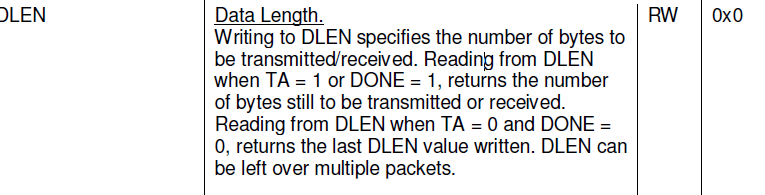 DLEN Data Length. RW 0x0
Writing to DLEN specifies the number of bytes to
be transmitted/received. Reading from DLEN
when TA = 1 or DONE = 1, returns the number
of bytes still to be transmitted or received.
Reading from DLEN when TA = 0 and DONE =
0, returns the last DLEN value written. DLEN can
be left over multiple packets.